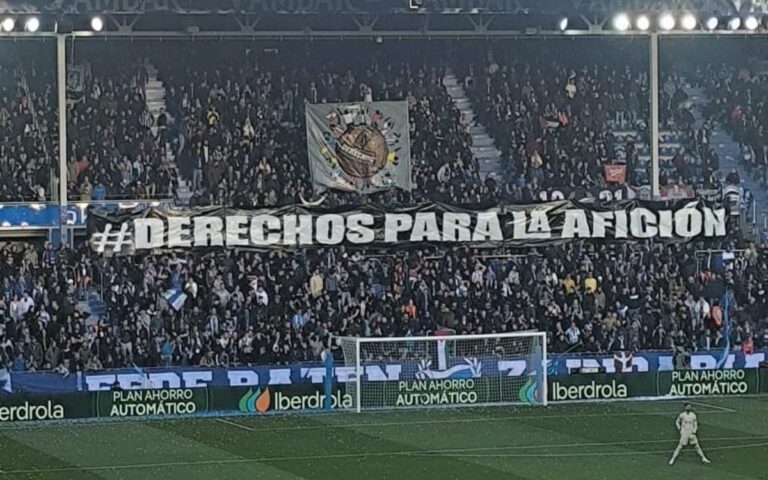 #DERECHOS PARA LA AFICIÓN
Iberdrola
PLAN AHORRO
AUTOMÁTICO
Iberdrola
PLAN AHORRO
AUTOMÁTICO
Iberdrola
PLAN AHORRO
AUTOMÁTICO